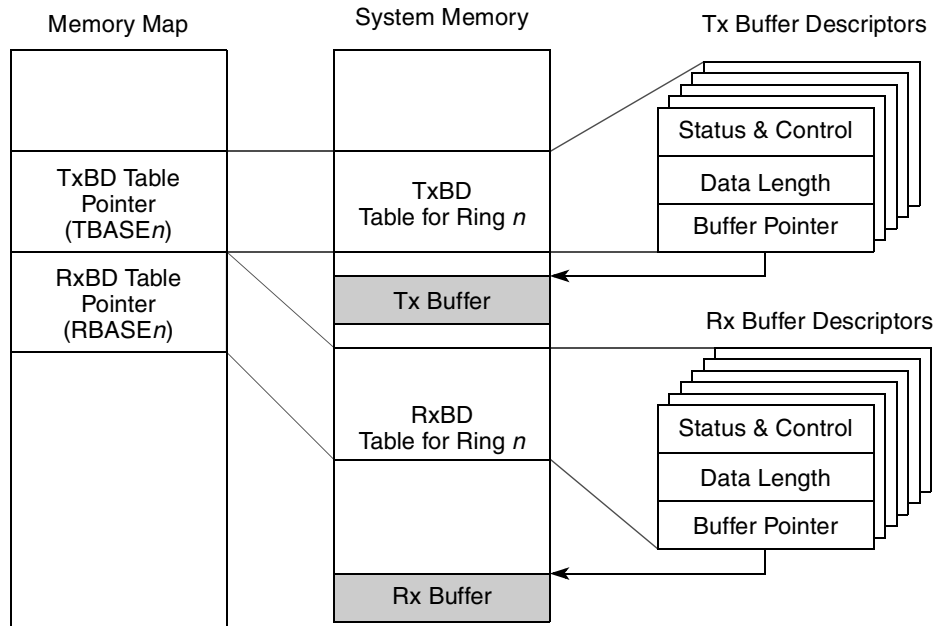 Memory Map
System Memory
Tx Buffer Descriptors
TxBD Table
Pointer
(TBASEn)
RxBD Table
Pointer
(RBASEn)
TxBD
Table for Ring n
Tx Buffer
RxBD
Table for Ring n
Rx Buffer
Status & Control
Data Length
Buffer Pointer
Rx Buffer Descriptors
Status & Control
Data Length
Buffer Pointer